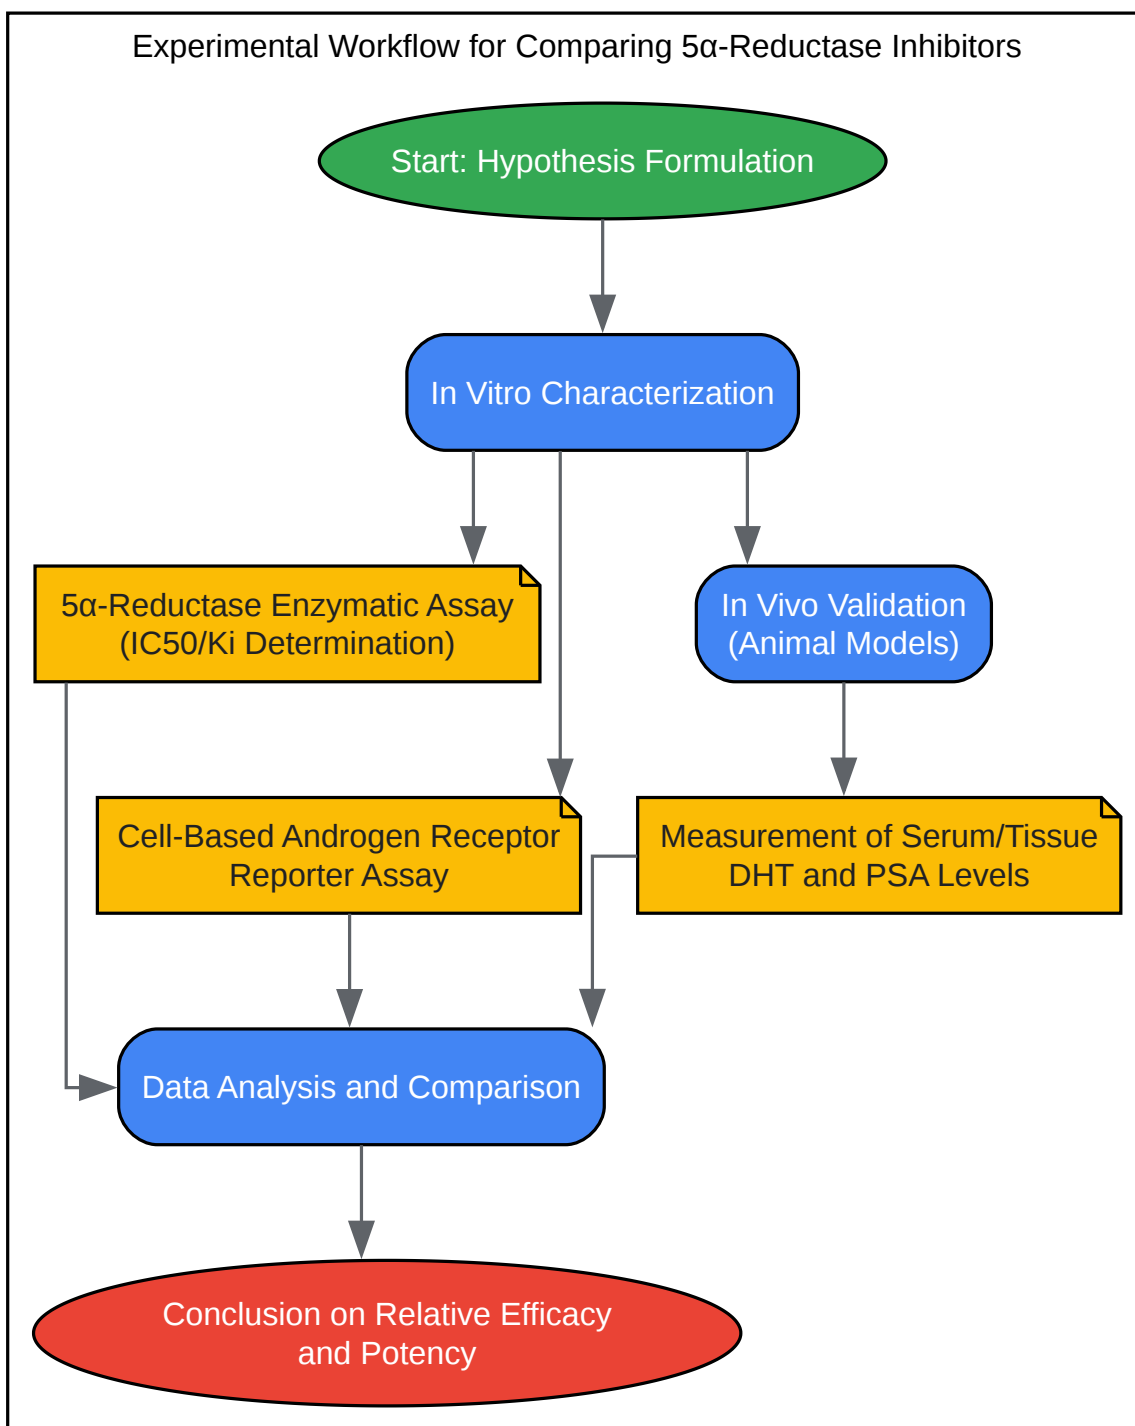 Experimental Workflow for Comparing 5α-Reductase Inhibitors
Start: Hypothesis Formulation
In Vitro Characterization
5α-Reductase Enzymatic Assay
(IC50/Ki Determination)
In Vivo Validation
(Animal Models)
Cell-Based Androgen Receptor
Reporter Assay
Measurement of Serum/Tissue
DHT and PSA Levels
Data Analysis and Comparison
Conclusion on Relative Efficacy
and Potency